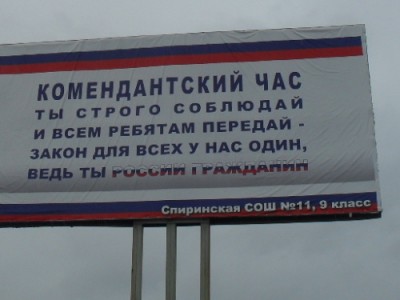 КОМЕНДАНТСКИЙ ЧАС
ТЫ СТРОГО СОБЛЮДАЙ
И ВСЕМ РЕБЯТАМ ПЕРЕДАЙ -
ЗАКОН ДЛЯ ВСЕХ У НАС ОДИН,
ВЕДЬ ТЫ РОССИИ ГРАЖДАНИН
Спиринская СОШ №11, 9 класс